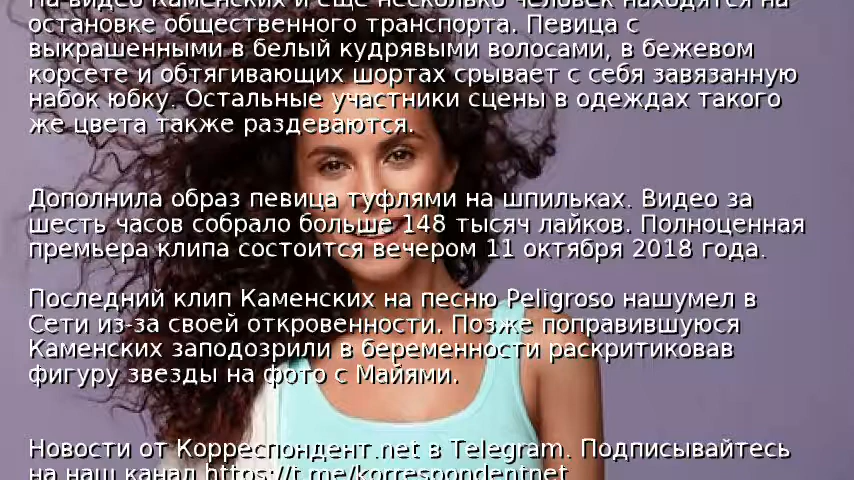 На видео Каменских и еще несколько человек находятся на
остановке общественного транспорта. Певица с
выкрашенными в белый кудрявыми волосами, в бежевом
корсете и обтягивающих шортах срывает с себя завязанную
набок юбку. Остальные участники сцены в одеждах такого
же цвета также раздеваются.
Дополнила образ певица туфлями на шпильках. Видео за
шесть часов собрало больше 148 тысяч лайков. Полноценная
премьера клипа состоится вечером 11 октября 2018 года.
Последний клип Каменских на песню Peligroso нашумел в
Сети из-за своей откровенности. Позже поправившуюся
Каменских заподозрили в беременности раскритиковав
фигуру звезды на фото с Майями.
Новости от Корреспондент.net в Telegram. Подписывайтесь
на наш канал https://t.me/korrespondentnet